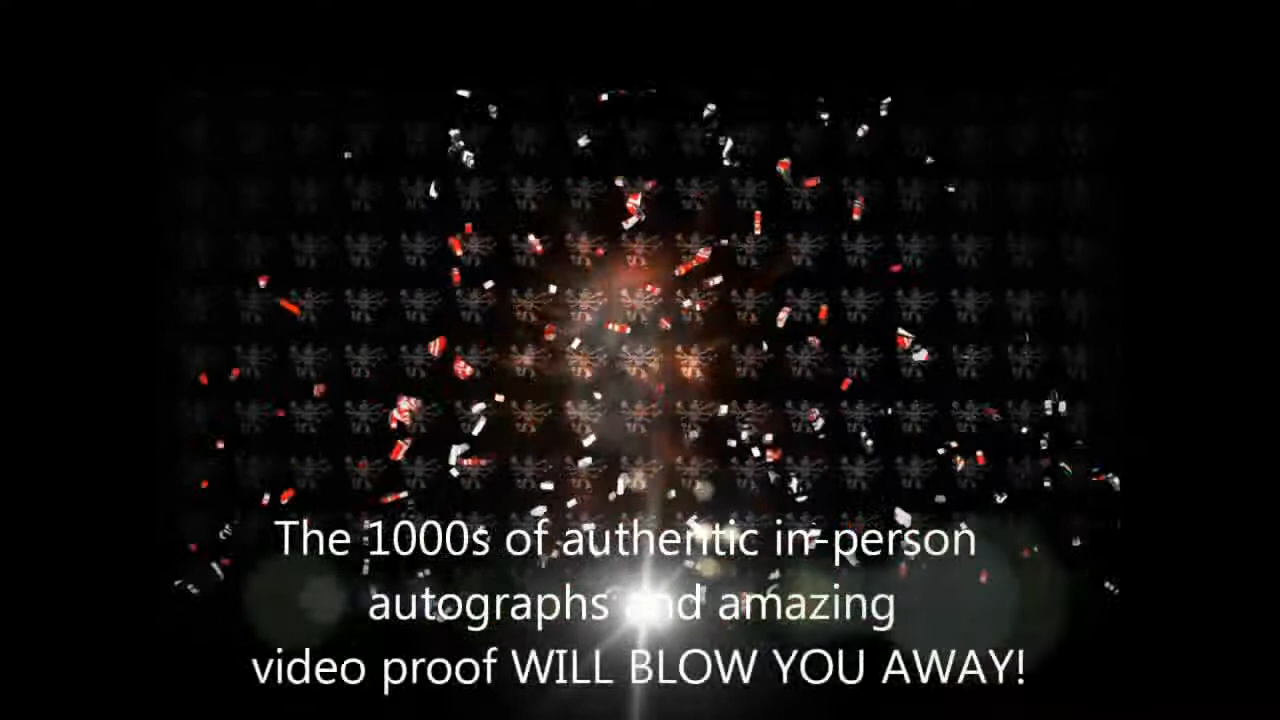 The 1000s of authentic in-person
autographs and amazing
video proof WILL BLOW YOU AWAY!